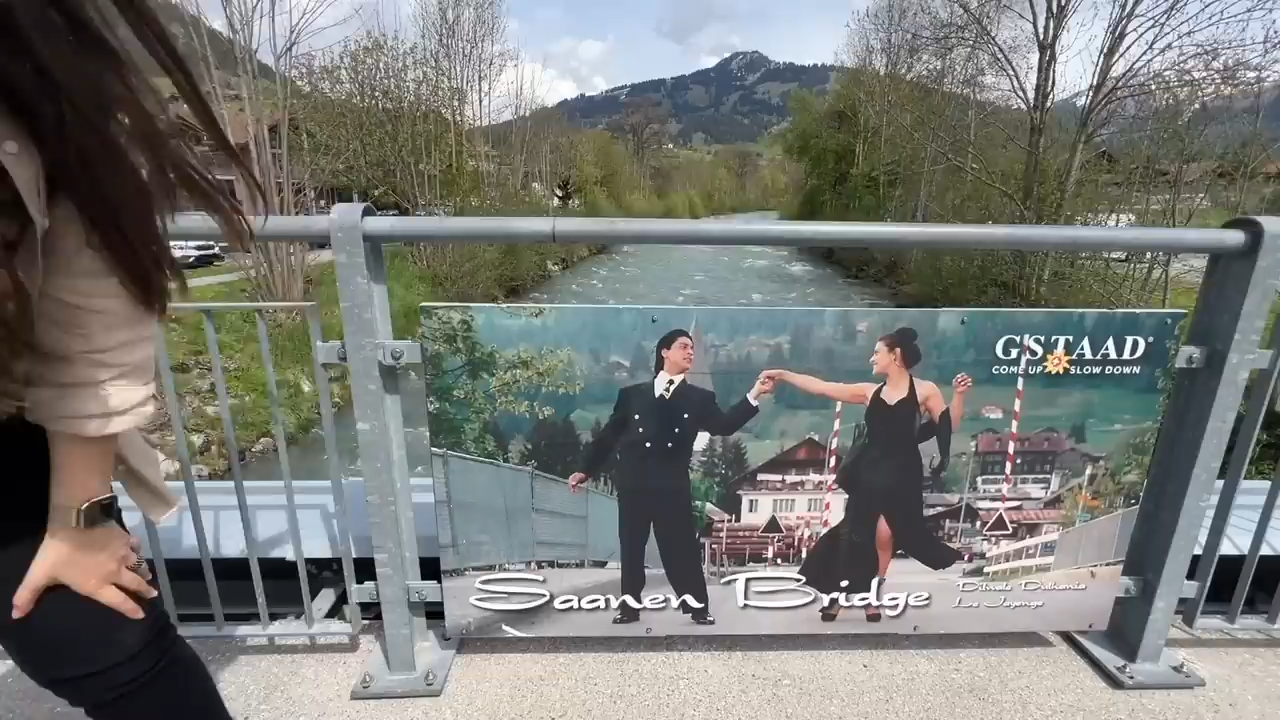 GSTAAD®
COME UP SLOW DOWN
Saanen Bridge
Dilwale Dulhania
Le Jayenge